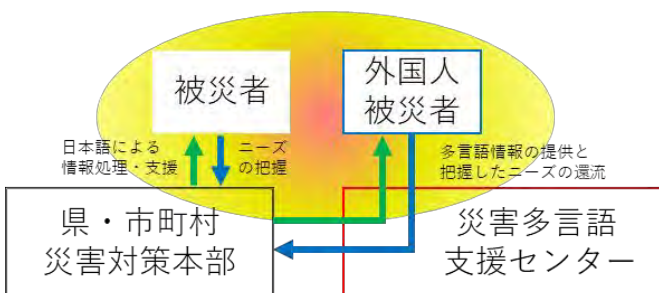 被災者
外国人
被災者
日本語による
情報処理・支援
ニーズ
の把握
多言語情報の提供と
把握したニーズの還流
県・市町村
災害対策本部
災害多言語
支援センター